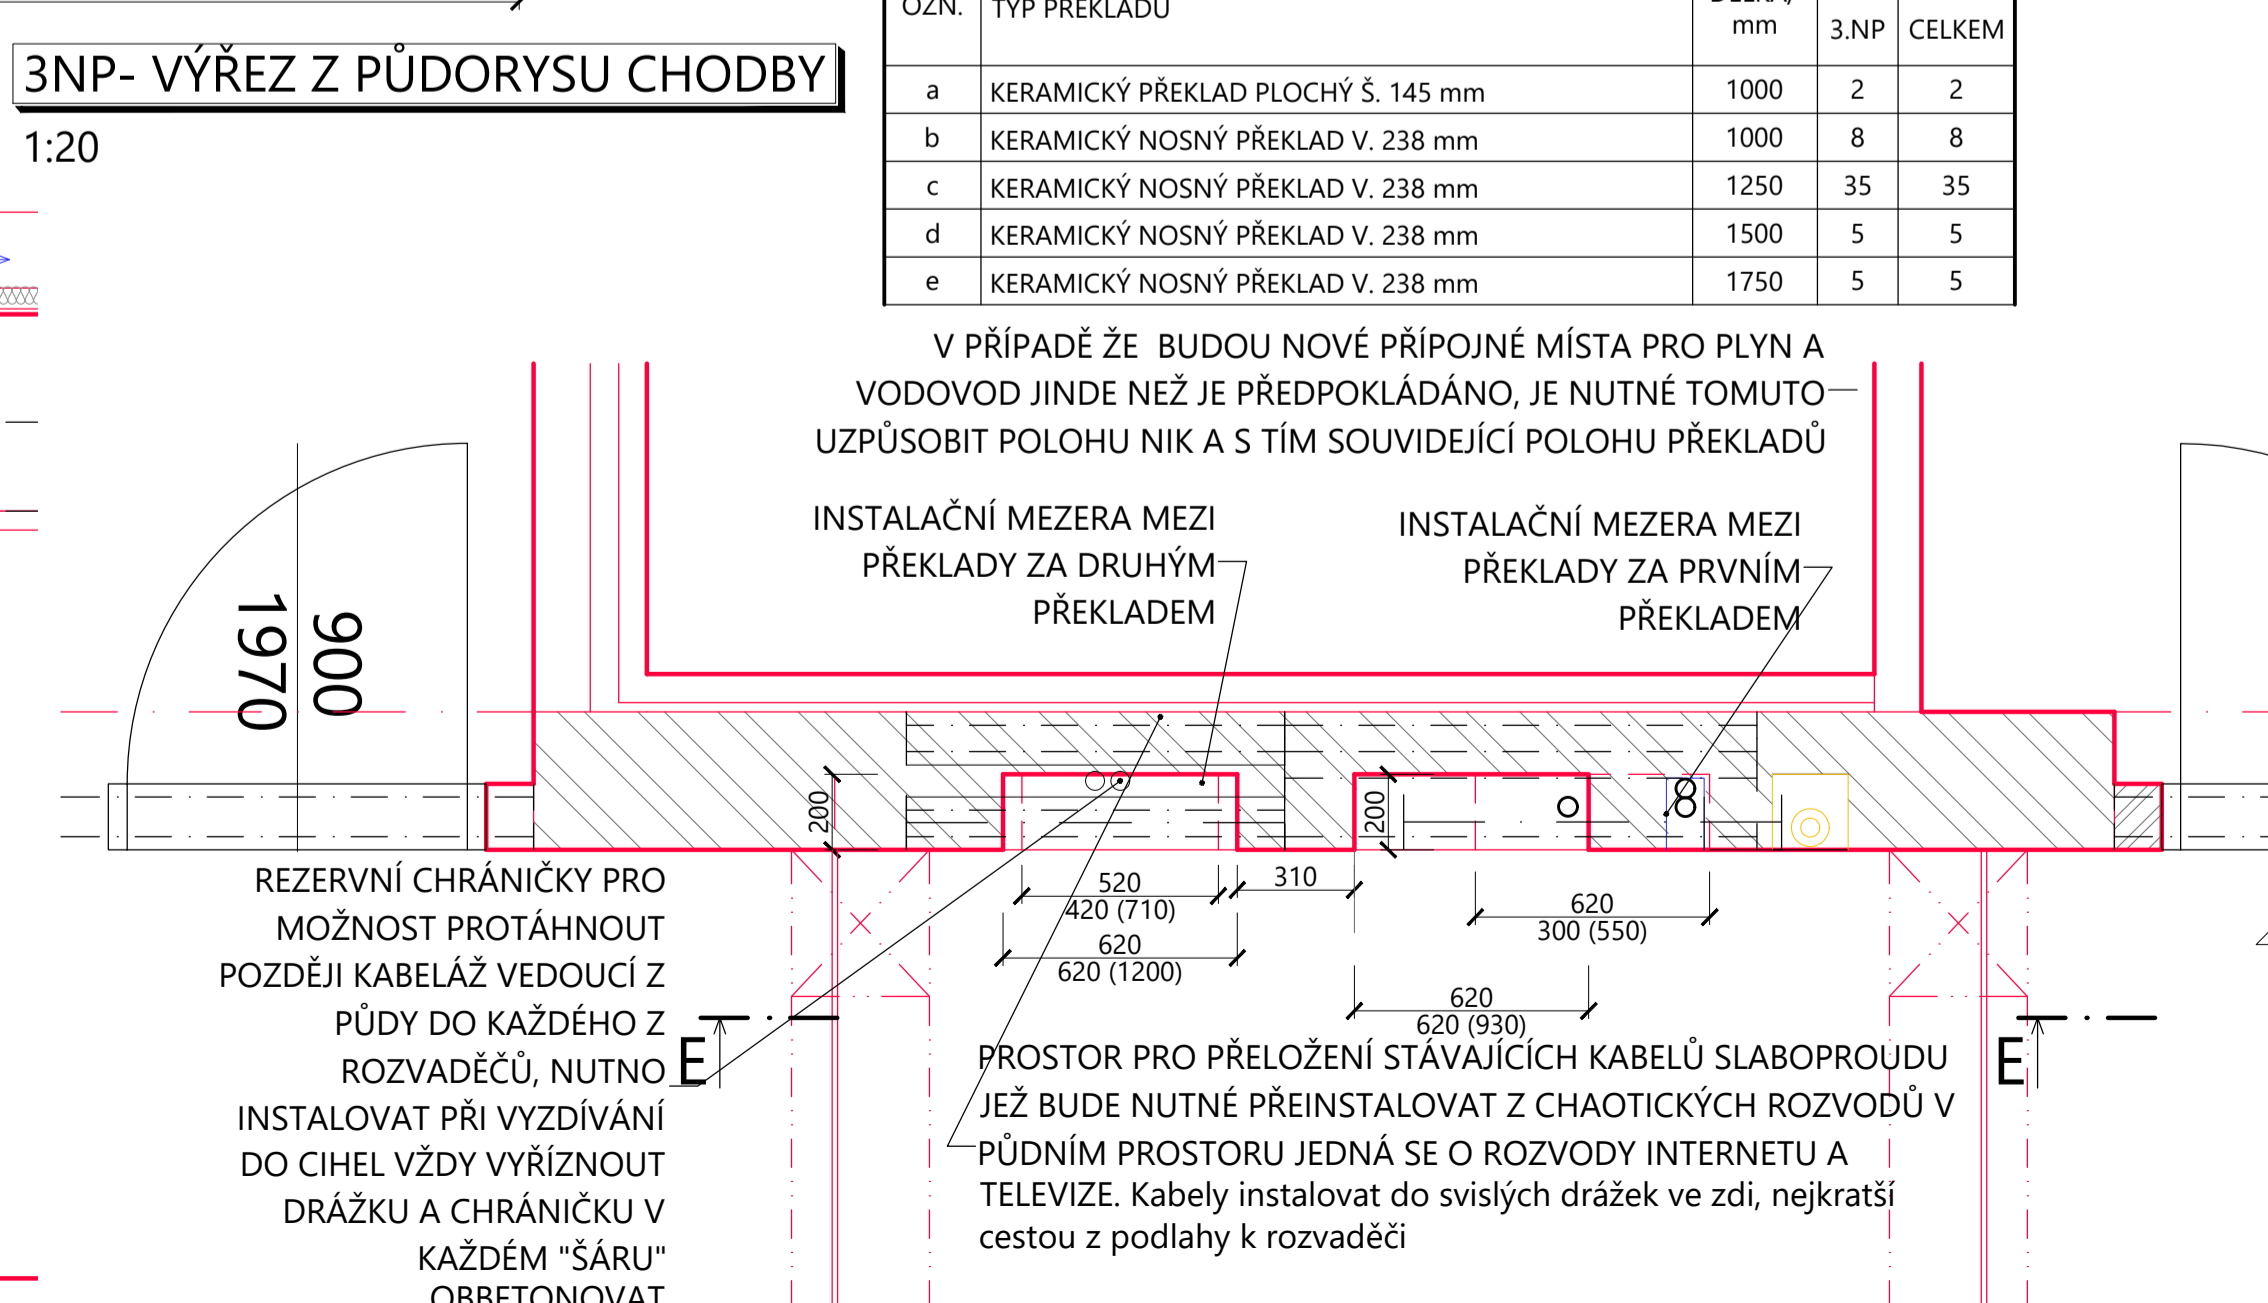 3NP- VÝŘEZ Z PŮDORYSU CHODBY
1:20
OZN. TYP PŘEKLADU mm 3.NP CELKEM
a KERAMICKÝ PŘEKLAD PLOCHÝ Š. 145 mm 1000 2 2
b KERAMICKÝ NOSNÝ PŘEKLAD V. 238 mm 1000 8 8
c KERAMICKÝ NOSNÝ PŘEKLAD V. 238 mm 1250 35 35
d KERAMICKÝ NOSNÝ PŘEKLAD V. 238 mm 1500 5 5
e KERAMICKÝ NOSNÝ PŘEKLAD V. 238 mm 1750 5 5
V PŘÍPADĚ ŽE BUDOU NOVÉ PŘÍPOJNÉ MÍSTA PRO PLYN A
VODOVOD JINDE NEŽ JE PŘEDPOKLÁDÁNO, JE NUTNÉ TOMUTO
UZPŮSOBIT POLOHU NIK A S TÍM SOUVIDEJÍCÍ POLOHU PŘEKLADŮ
INSTALAČNÍ MEZERA MEZI
PŘEKLADY ZA DRUHÝM
PŘEKLADEM
INSTALAČNÍ MEZERA MEZI
PŘEKLADY ZA PRVNÍM
PŘEKLADEM
900
1970
200
200
520
420 (710)
310
620
300 (550)
620
620 (1200)
620
620 (930)
REZERVNÍ CHRÁNIČKY PRO
MOŽNOST PROTÁHNOUT
POZDĚJI KABELÁŽ VEDOUCÍ Z
PŮDY DO KAŽDÉHO Z
ROZVADĚČŮ, NUTNO
INSTALOVAT PŘI VYZDÍVÁNÍ
DO CIHEL VŽDY VYŘÍZNOUT
DRÁŽKU A CHRÁNIČKU V
KAŽDÉM "ŠÁRU"
OBBETONOVAT
E
E
PROSTOR PRO PŘELOŽENÍ STÁVAJÍCÍCH KABELŮ SLABOPROUDU
JEŽ BUDE NUTNÉ PŘEINSTALOVAT Z CHAOTICKÝCH ROZVODŮ V
PŮDNÍM PROSTORU JEDNÁ SE O ROZVODY INTERNETU A
TELEVIZE. Kabely instalovat do svislých drážek ve zdi, nejkratší
cestou z podlahy k rozvaděči